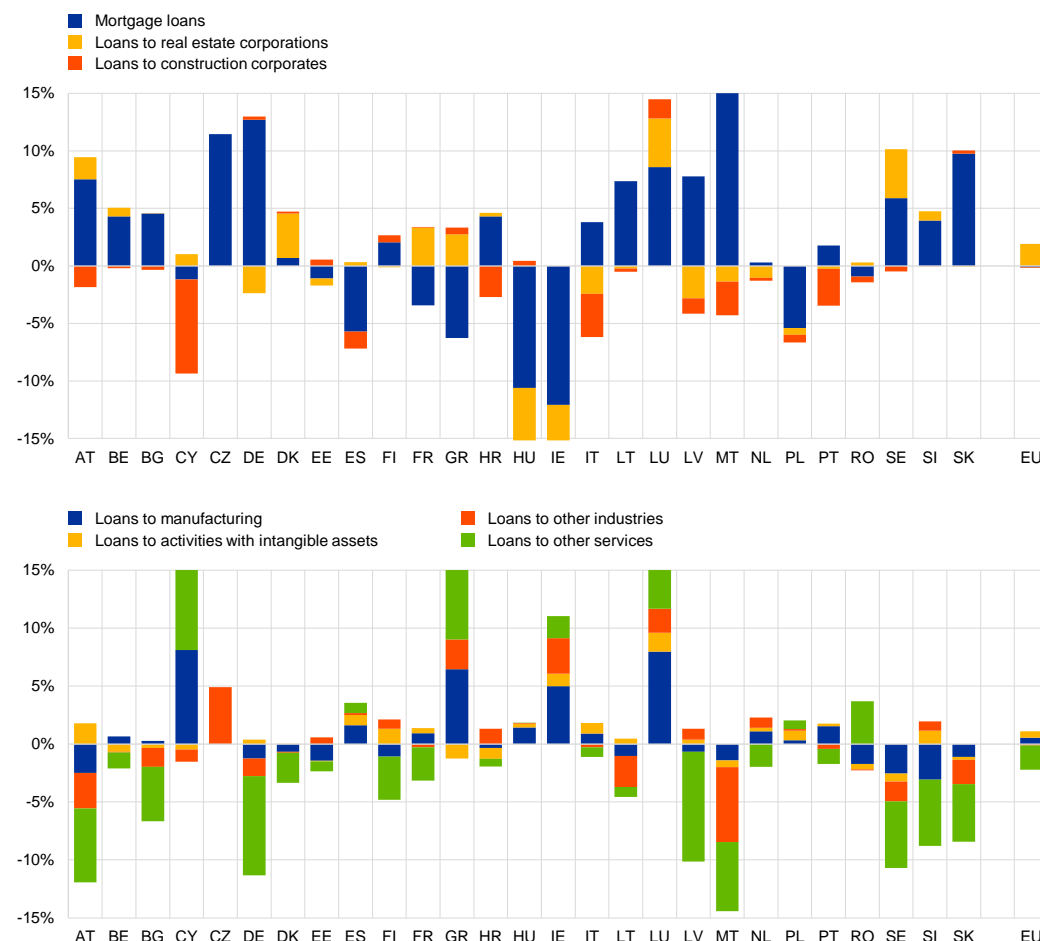 Mortgage loans
Loans to real estate corporations
Loans to construction corporates
15%
10%
5%
0%
-5%
-10%
-15%
AT BE BG CY CZ DE DK EE ES FI FR GR HR HU IE IT LT LU LV MT NL PL PT RO SE SI SK EU
Loans to manufacturing Loans to other industries
Loans to activities with intangible assets Loans to other services
15%
10%
5%
0%
-5%
-10%
-15%
AT BE BG CY CZ DE DK EE ES FI FR GR HR HU IE IT LT LU LV MT NL PL PT RO SE SI SK EU